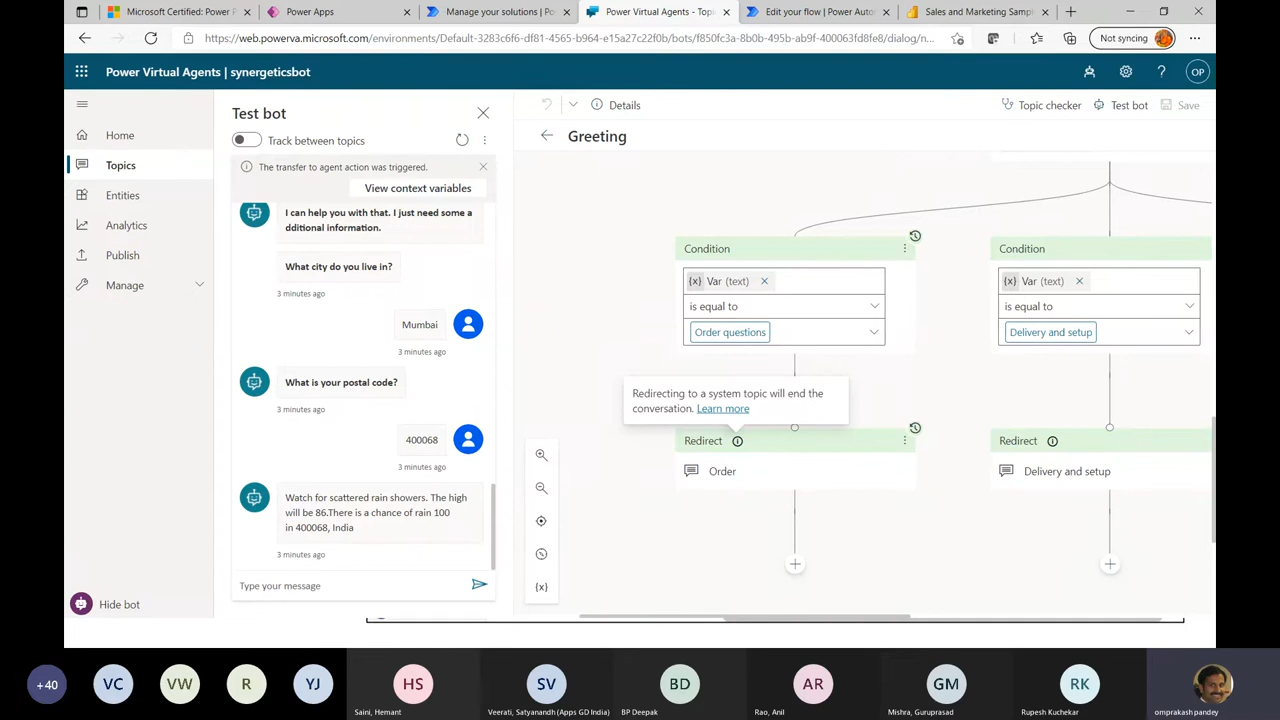 Microsoft Certified: Power P
Power Apps
Manage your solutions | Po
Power Virtual Agents - Topi
Edit your flow | Power Autor
Sales and Marketing Sampl
https://web.powerva.microsoft.com/environments/Default-3283c6f6-df81-4565-b964-e15a27c22f0b/bots/f850fc3a-8b0b-495b-ab9f-400063fd8fe8/dialog/n...
Not syncing
Power Virtual Agents | synergeticsbot
OP
Home
Topics
Entities
Analytics
Publish
Manage
Hide bot
Test bot
Track between topics
The transfer to agent action was triggered.
View context variables
I can help you with that. I just need some a
dditional information.
What city do you live in?
3 minutes ago
Mumbai
3 minutes ago
What is your postal code?
3 minutes ago
400068
3 minutes ago
Watch for scattered rain showers. The high
will be 86.There is a chance of rain 100
in 400068, India
3 minutes ago
Type your message
Details
Topic checker
Test bot
Save
Greeting
Condition
{x} Var (text)
is equal to
Order questions
Redirecting to a system topic will end the
conversation. Learn more
Redirect
Order
Condition
{x} Var (text)
is equal to
Delivery and setup
Redirect
Delivery and setup
{x}
+40
VC
VW
R
YJ
HS
Saini, Hemant
SV
Veerati, Satyanandh (Apps GD India)
BD
BP Deepak
AR
Rao, Anil
GM
Mishra, Guruprasad
RK
Rupesh Kuchekar
omprakash pandey